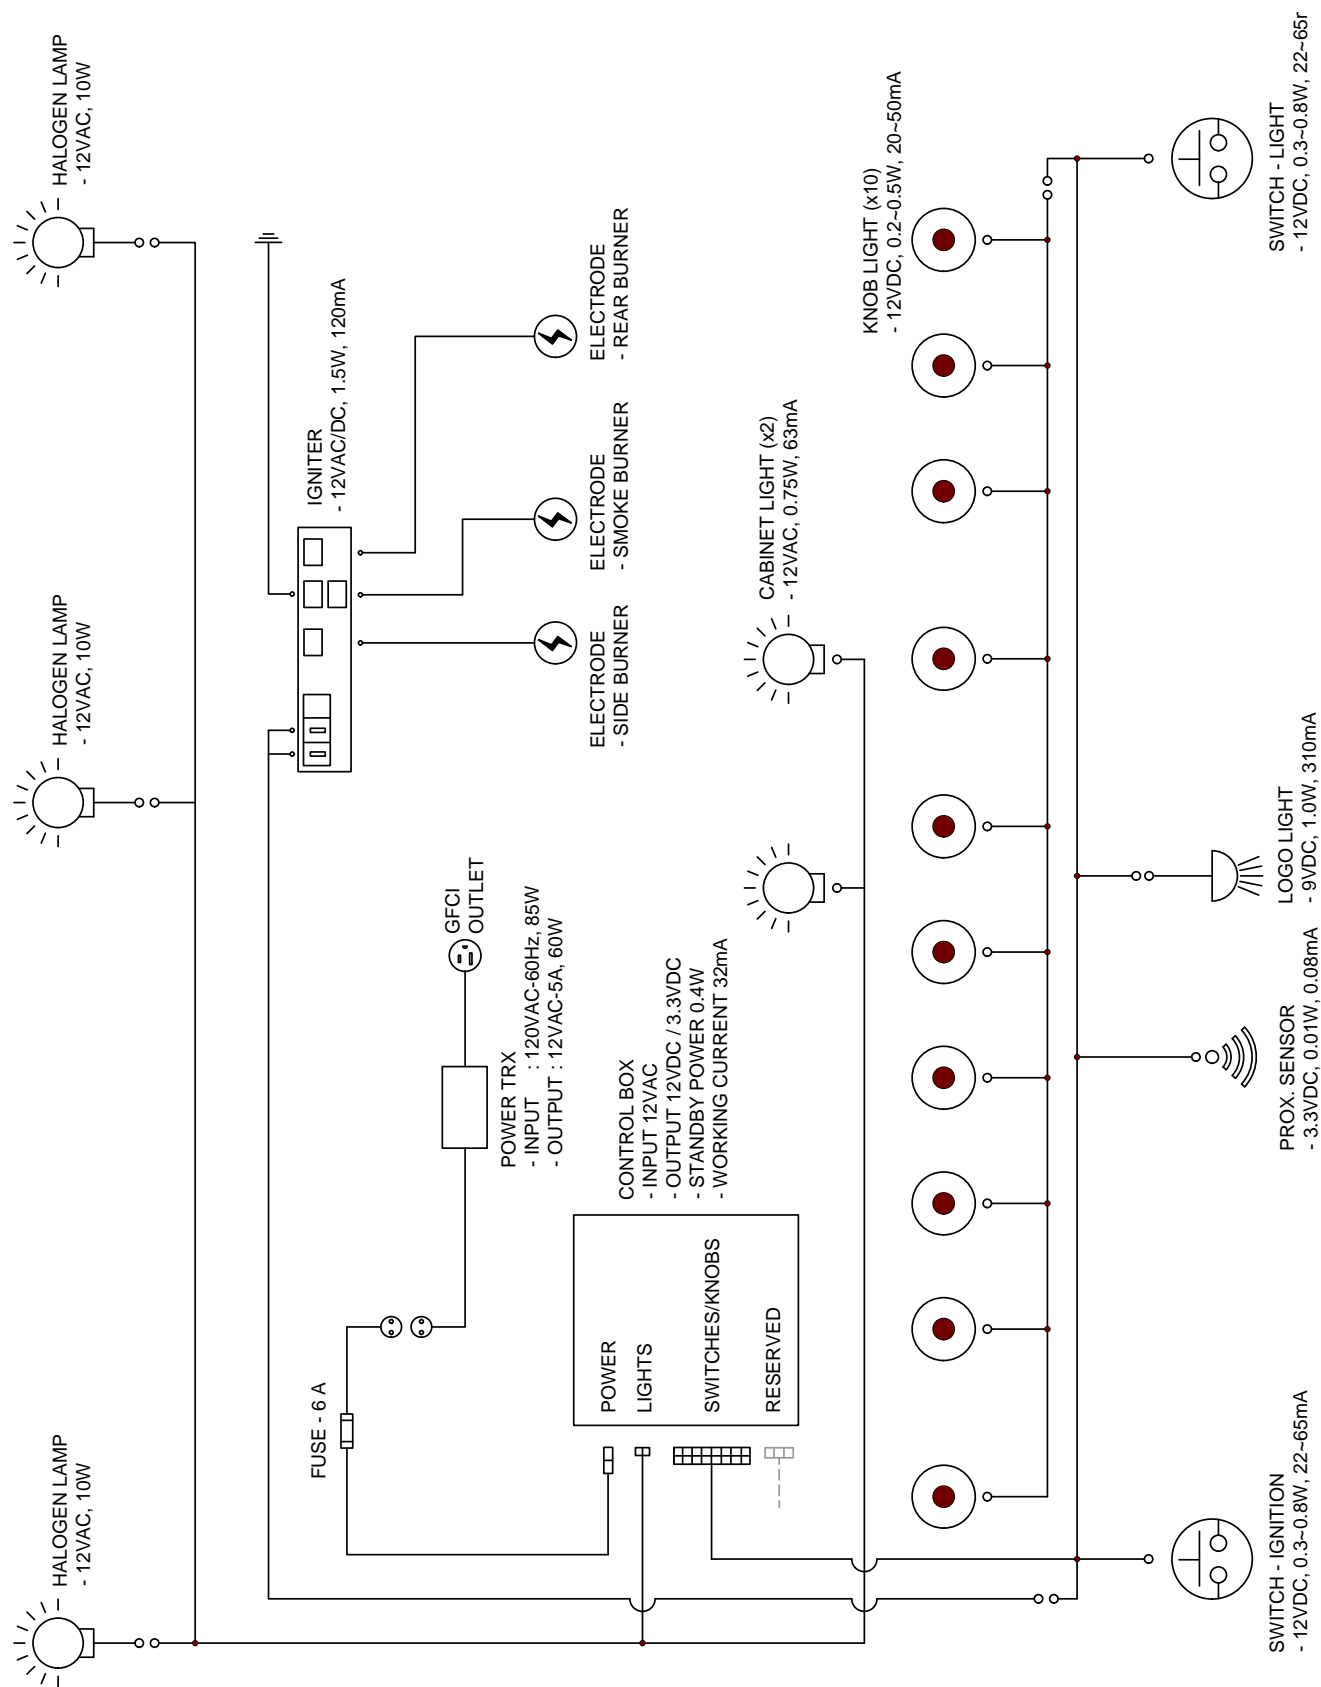 HALOGEN LAMP
- 12VAC, 10W
HALOGEN LAMP
- 12VAC, 10W
HALOGEN LAMP
- 12VAC, 10W
FUSE - 6 A
IGNITER
- 12VAC/DC, 1.5W, 120mA
GFCI
OUTLET
POWER TRX
- INPUT : 120VAC-60Hz, 85W
- OUTPUT : 12VAC-5A, 60W
ELECTRODE
- SIDE BURNER
ELECTRODE
- SMOKE BURNER
ELECTRODE
- REAR BURNER
CONTROL BOX
- INPUT 12VAC
- OUTPUT 12VDC / 3.3VDC
- STANDBY POWER 0.4W
- WORKING CURRENT 32mA
POWER
LIGHTS
SWITCHES/KNOBS
RESERVED
CABINET LIGHT (x2)
- 12VAC, 0.75W, 63mA
KNOB LIGHT (x10)
- 12VDC, 0.2~0.5W, 20~50mA
SWITCH - IGNITION
- 12VDC, 0.3~0.8W, 22~65mA
PROX. SENSOR
- 3.3VDC, 0.01W, 0.08mA
LOGO LIGHT
- 9VDC, 1.0W, 310mA
SWITCH - LIGHT
- 12VDC, 0.3~0.8W,